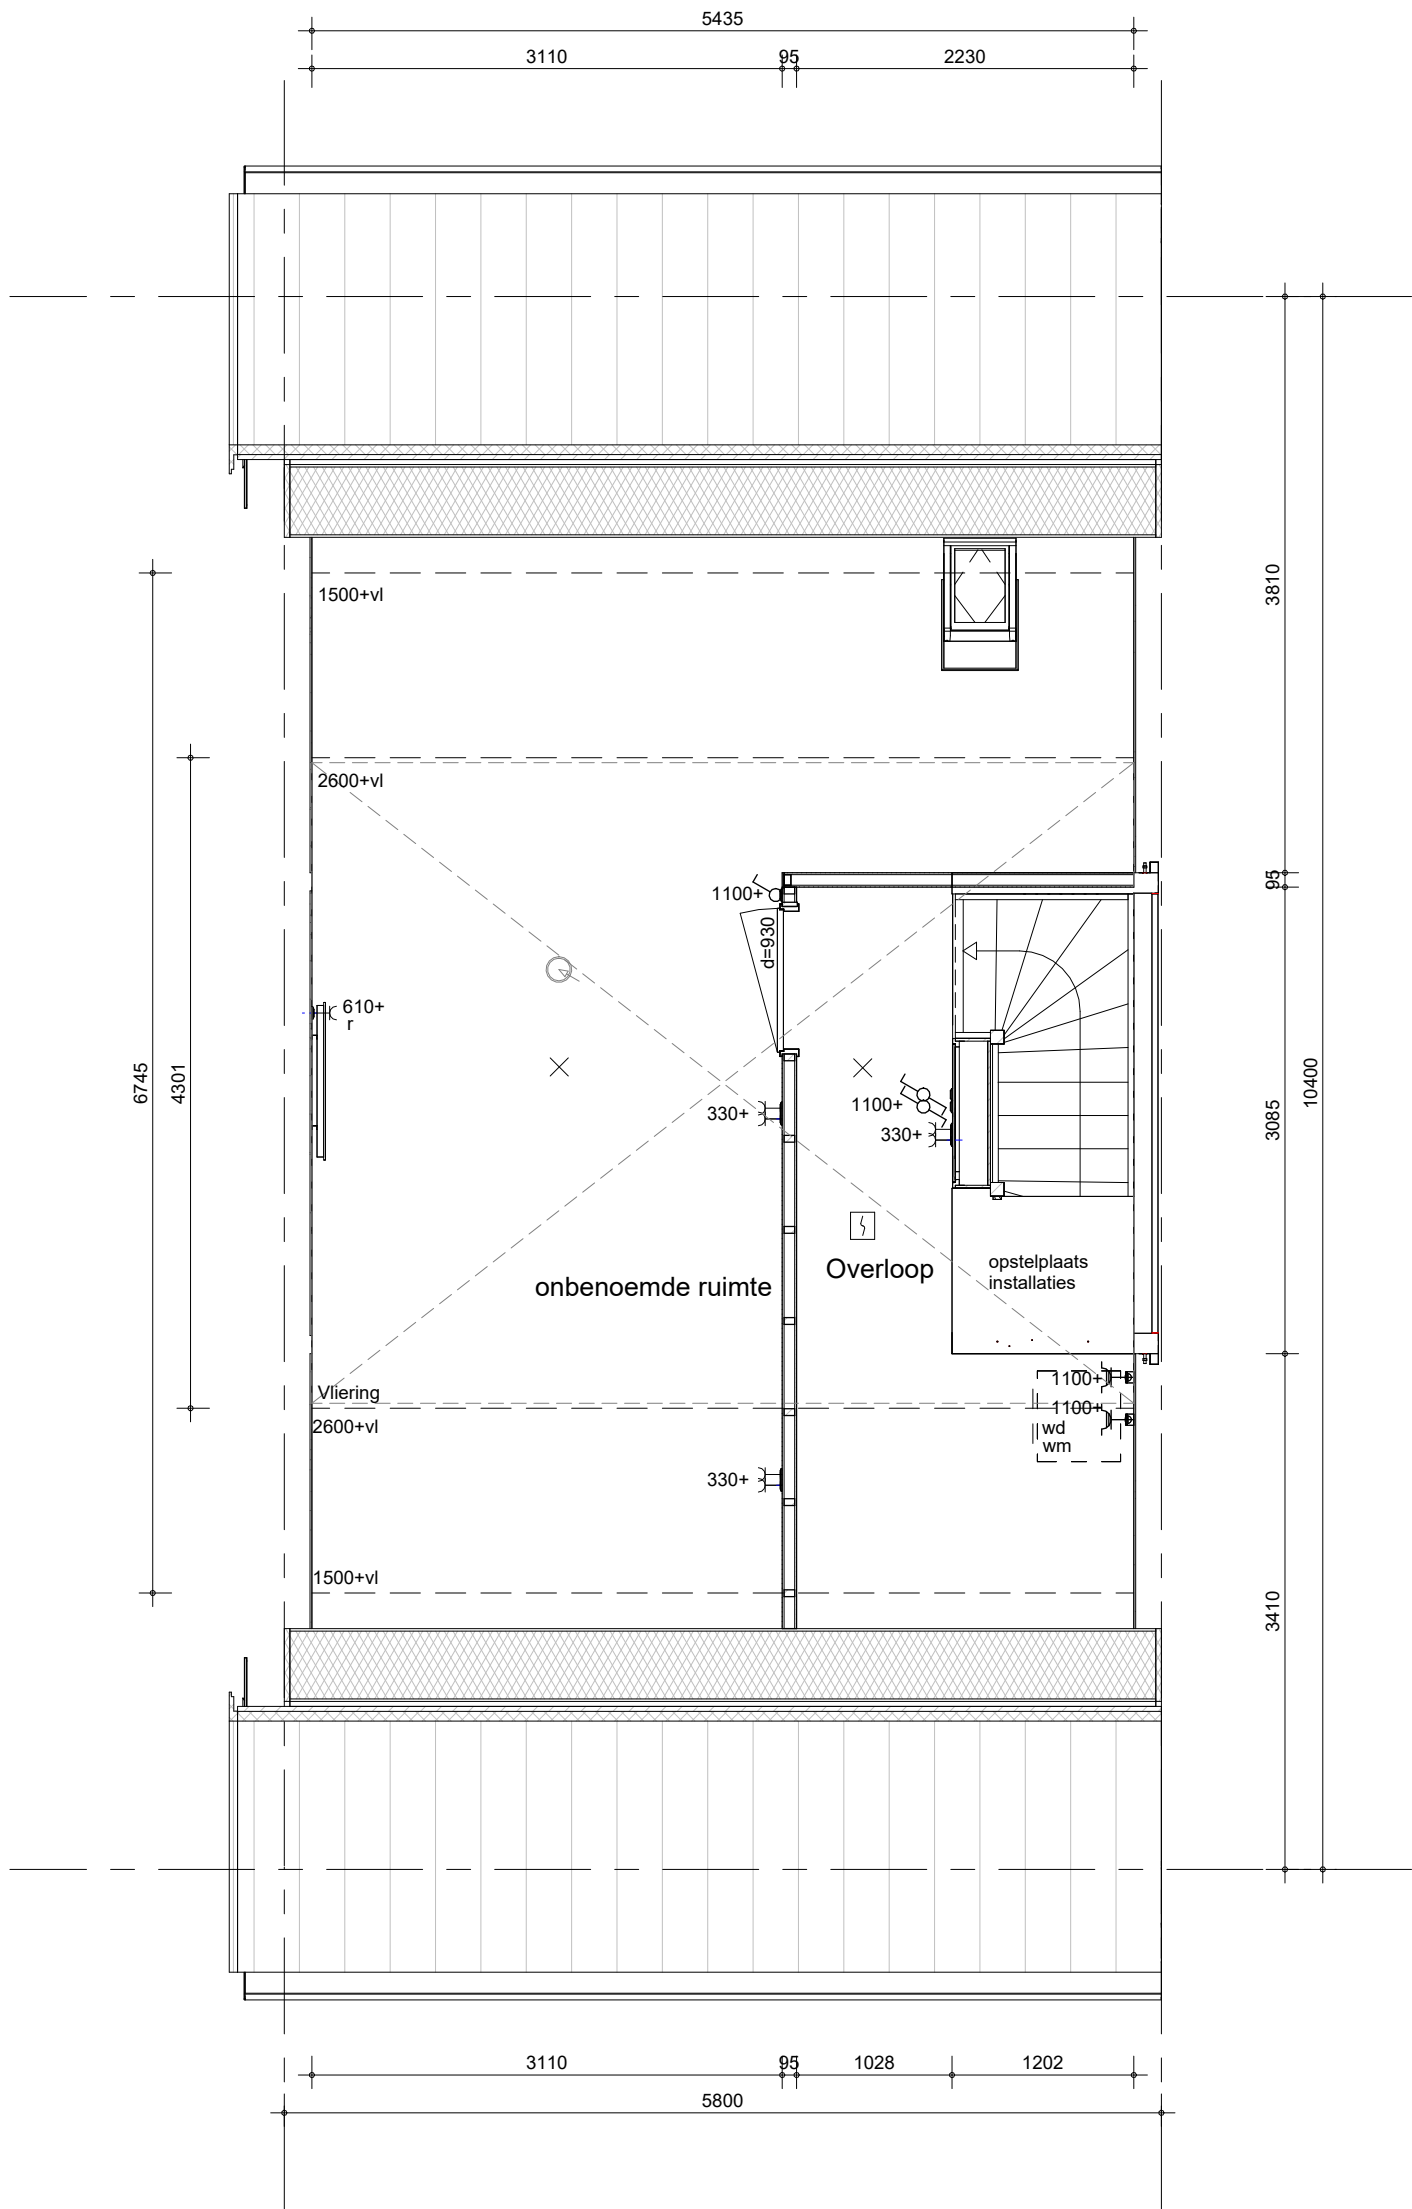 5435
3110
95
2230
1500+vl
3810
2600+vl
95
1100+
d=930
610+
r
6745
4301
10400
1100+
330+
330+
3085
Overloop
opstelplaats
installaties
onbenoemde ruimte
Vliering
1100+
1100+
2600+vl
wd
wm
330+
1500+vl
3410
3110
95
1028
1202
5800